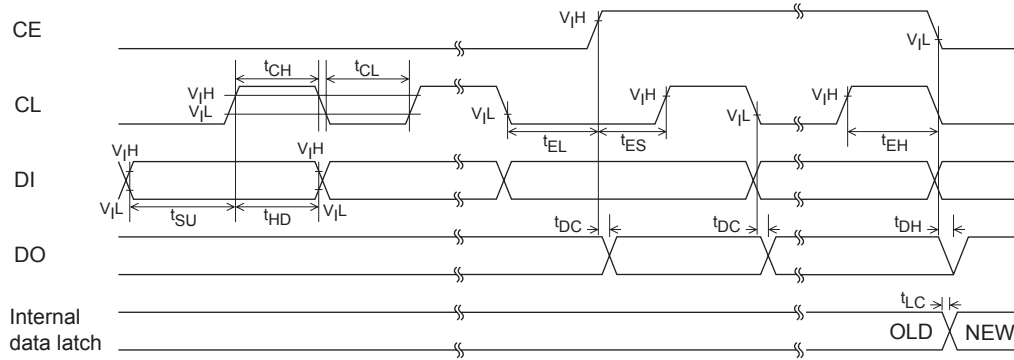 CE
VIH
VIL
tCH
tCL
CL
VIH
VIL
VIL
VIH
VIL
VIH
tEL
tES
tEH
VIH
VIH
DI
VIL
tSU
tHD
VIL
tDC
tDC
tDH
DO
tLC
Internal
data latch
OLD
NEW